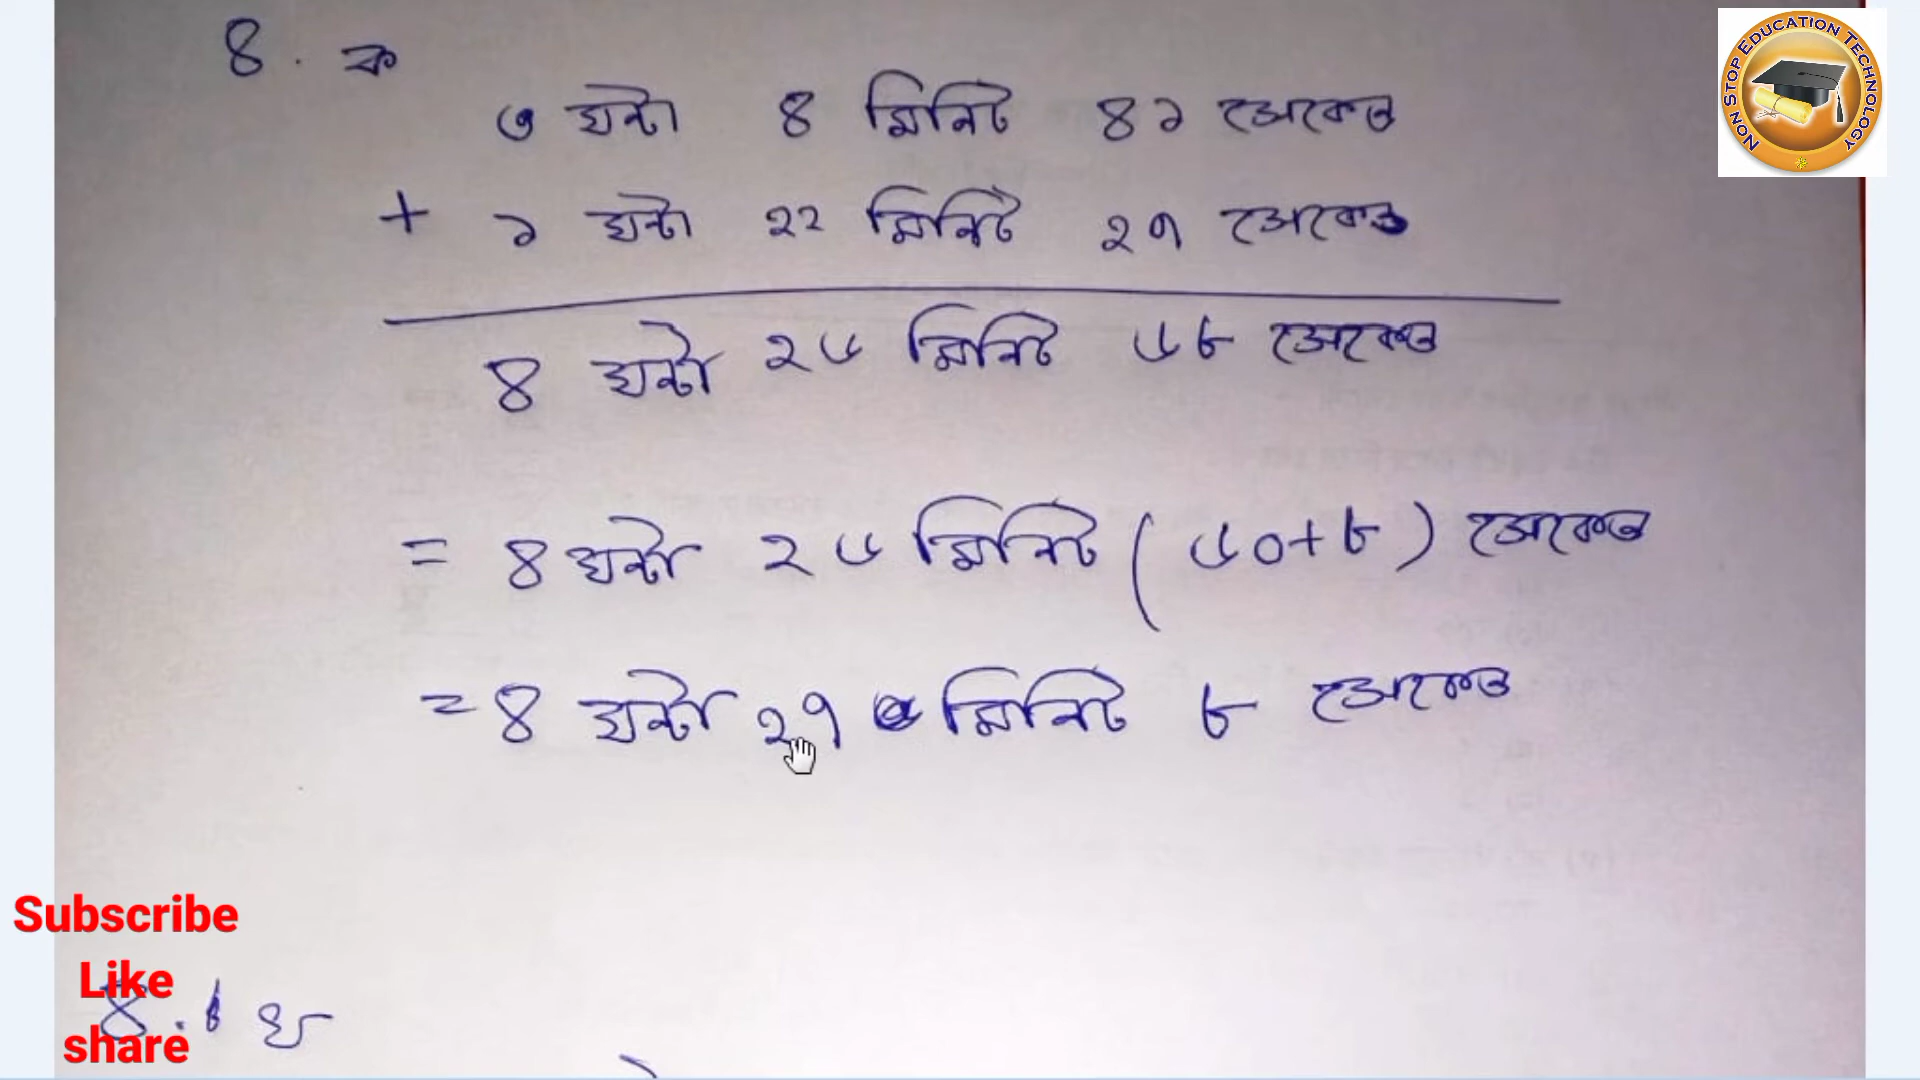 ৪. ক
৩ ঘন্টা ৪ মিনিট ৪১ সেকেন্ড
+ ১ ঘন্টা ২২ মিনিট ২৭ সেকেন্ড
৪ ঘন্টা ২৬ মিনিট ৬৮ সেকেন্ড
= ৪ ঘন্টা ২৬ মিনিট (৬০+৮) সেকেন্ড
= ৪ ঘন্টা ২৭ মিনিট ৮ সেকেন্ড
৪. খ
NON STOP EDUCATION TECHNOLOGY
Subscribe
Like
share